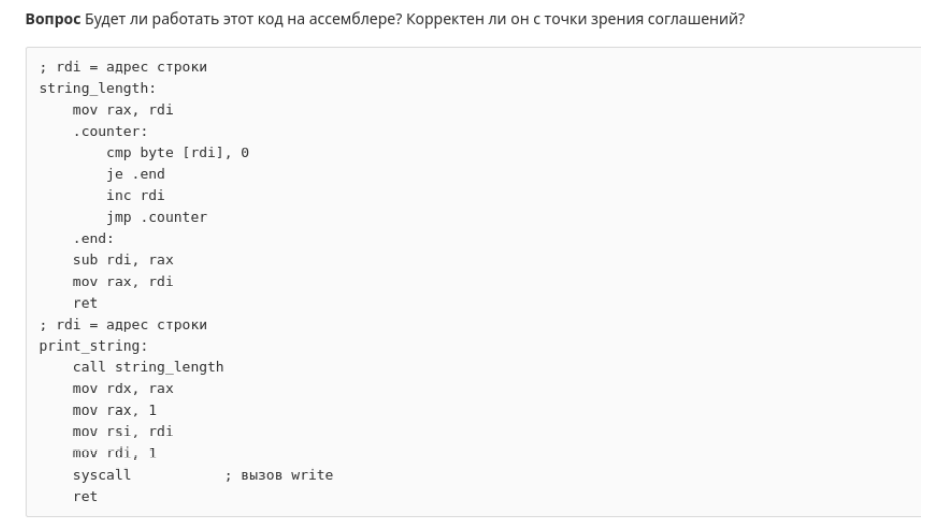 Вопрос Будет ли работать этот код на ассемблере? Корректен ли он с точки зрения соглашений?
; rdi = адрес строки
string_length:
    mov rax, rdi
    .counter:
        cmp byte [rdi], 0
        je .end
        inc rdi
        jmp .counter
    .end:
    sub rdi, rax
    mov rax, rdi
    ret
; rdi = адрес строки
print_string:
    call string_length
    mov rdx, rax
    mov rax, 1
    mov rsi, rdi
    mov rdi, 1
    syscall           ; вызов write
    ret